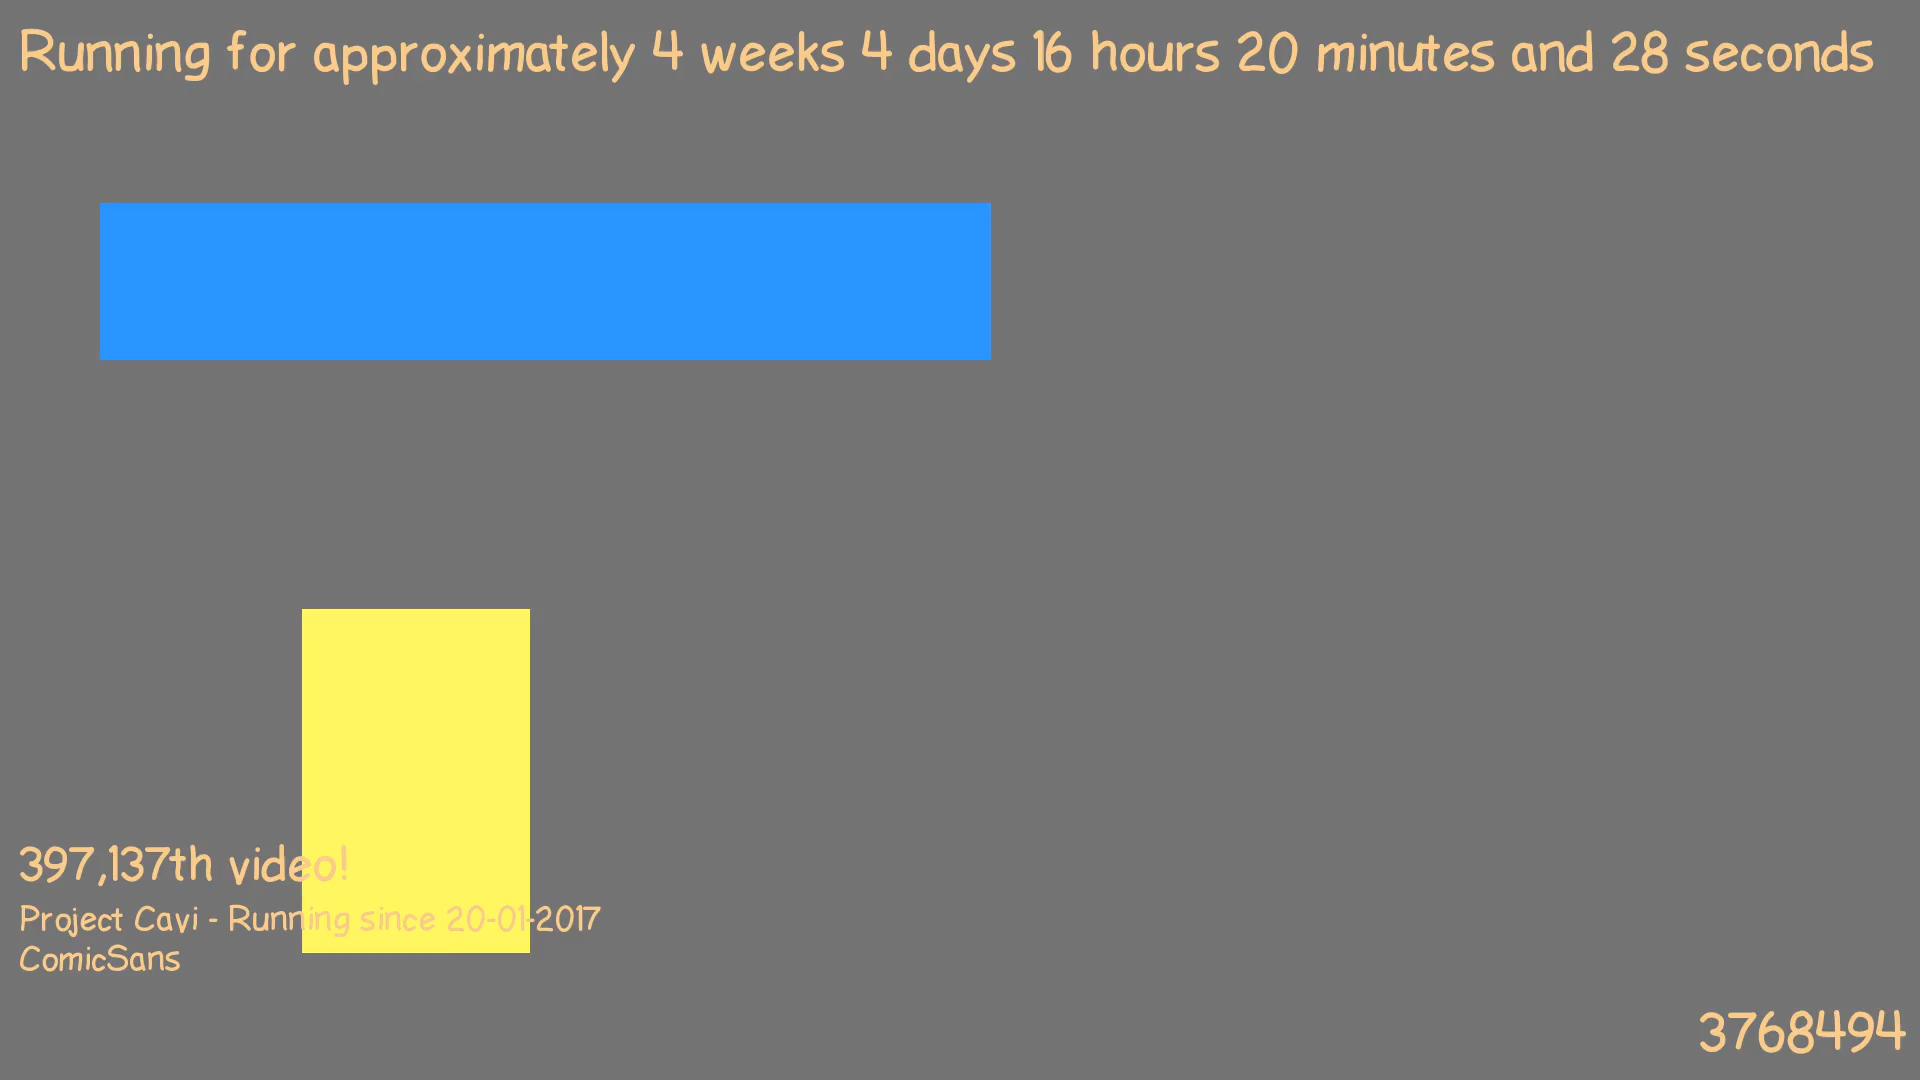 Running for approximately 4 weeks 4 days 16 hours 20 minutes and 28 seconds
397,137th video!
Project Cavi - Running since 20-01-2017
ComicSans
3768494